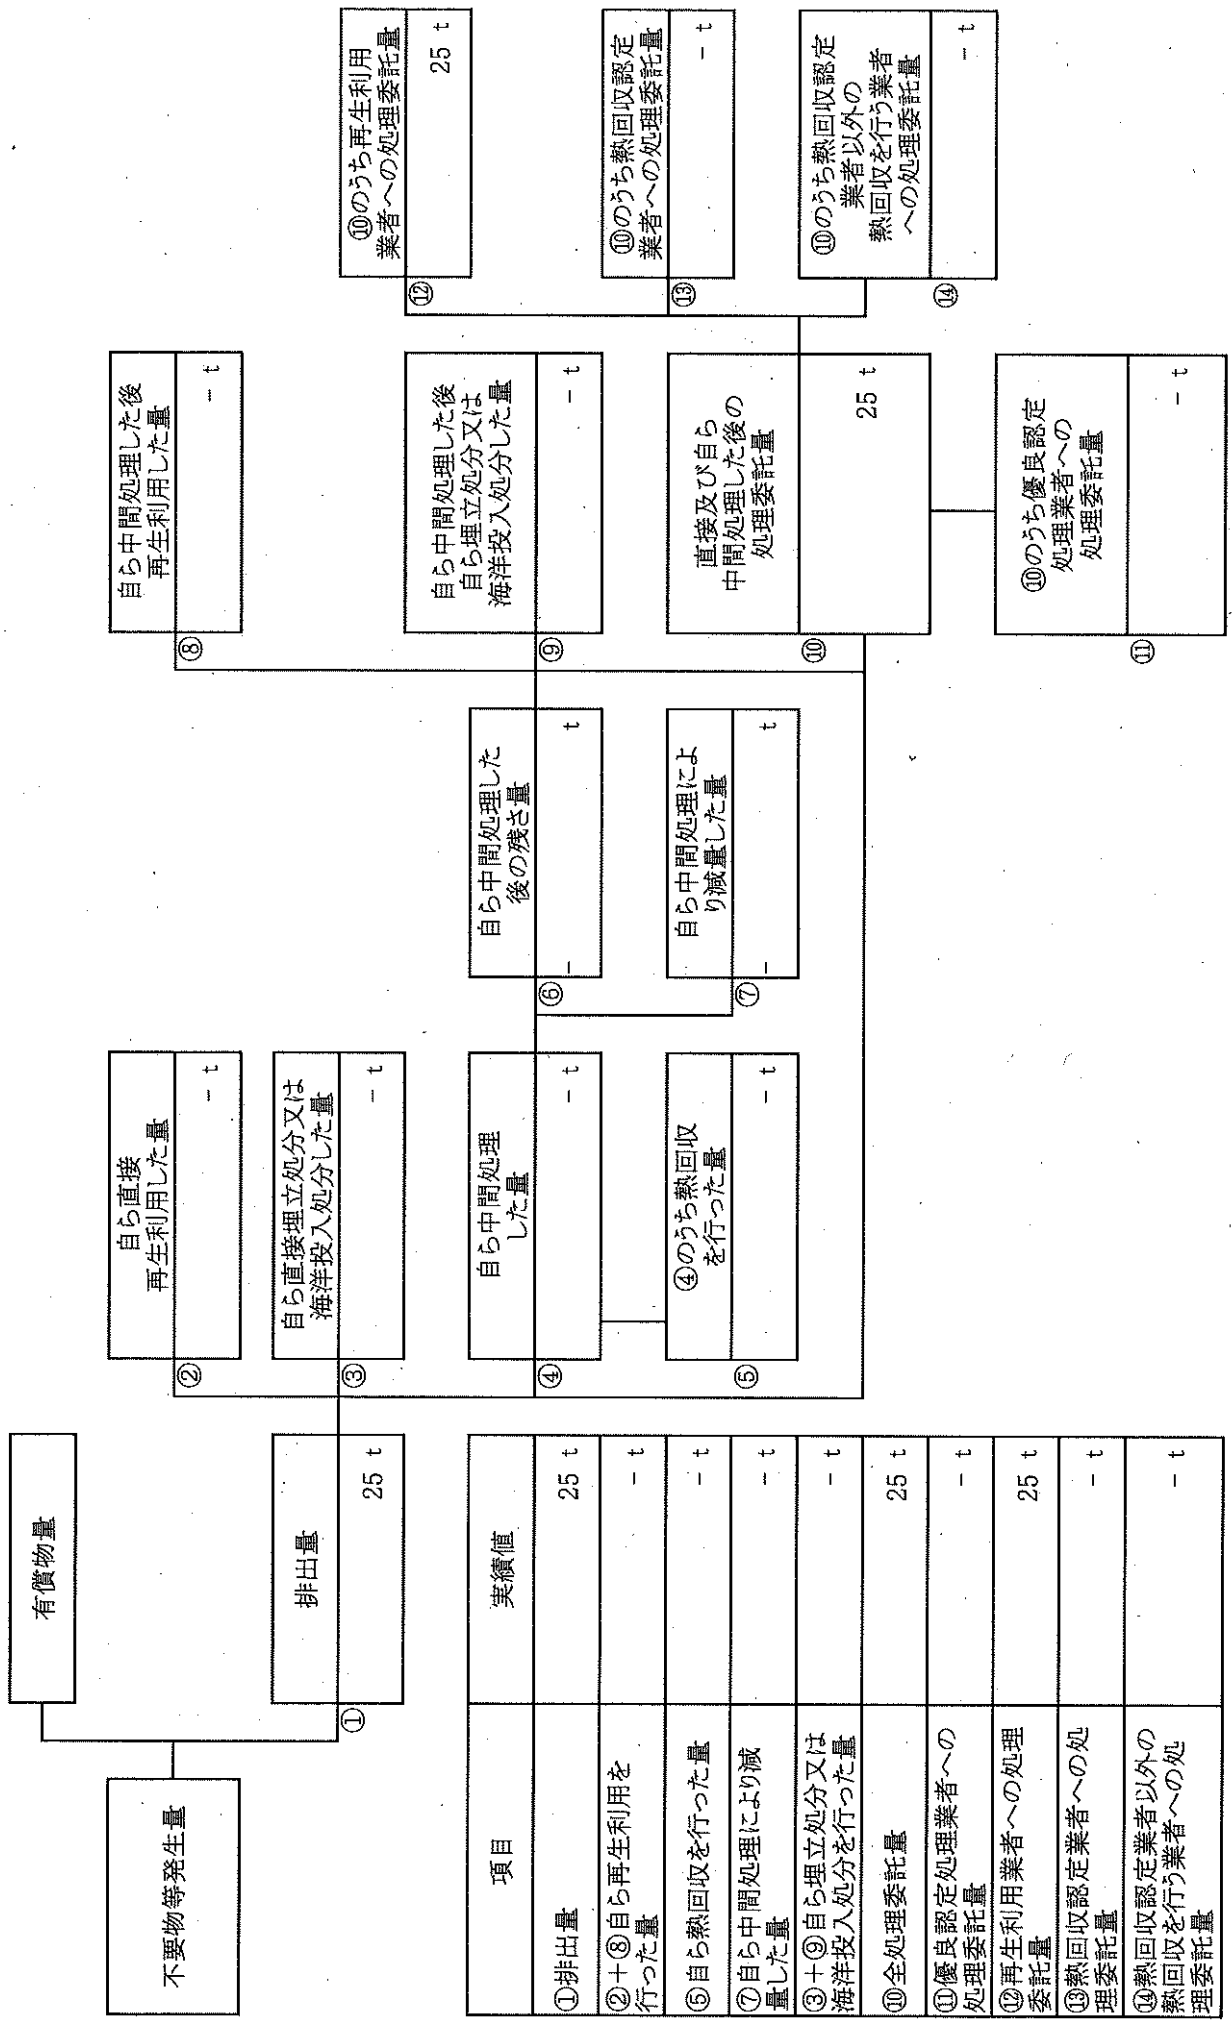 不要物等発生量
有償物量
排出量
① 25 t
自ら直接
再生利用した量
② - t
自ら直接埋立処分又は
海洋投入処分した量
③ - t
自ら中間処理
した量
④ - t
④のうち熱回収
を行った量
⑤ - t
自ら中間処理した
後の残さ量
⑥ - t
自ら中間処理によ
り減量した量
⑦ - t
自ら中間処理した後
再生利用した量
⑧ - t
自ら中間処理した後
自ら埋立処分又は
海洋投入処分した量
⑨ - t
直接及び自ら
中間処理した後の
処理委託量
⑩ 25 t
⑩のうち優良認定
処理業者への
処理委託量
⑪ - t
⑩のうち再生利用
業者への処理委託量
⑫ 25 t
⑩のうち熱回収認定
業者への処理委託量
⑬ - t
⑩のうち熱回収認定
業者以外の
熱回収を行う業者
への処理委託量
⑭ - t
項目 実績値
①排出量 25 t
②+⑧自ら再生利用を
行った量 - t
⑤自ら熱回収を行った量 - t
⑦自ら中間処理により減
量した量 - t
③+⑨自ら埋立処分又は
海洋投入処分を行った量 - t
⑩全処理委託量 25 t
⑪優良認定処理業者への
処理委託量 - t
⑫再生利用業者への処理
委託量 25 t
⑬熱回収認定業者への処
理委託量 - t
⑭熱回収認定業者以外の
熱回収を行う業者への処
理委託量 - t